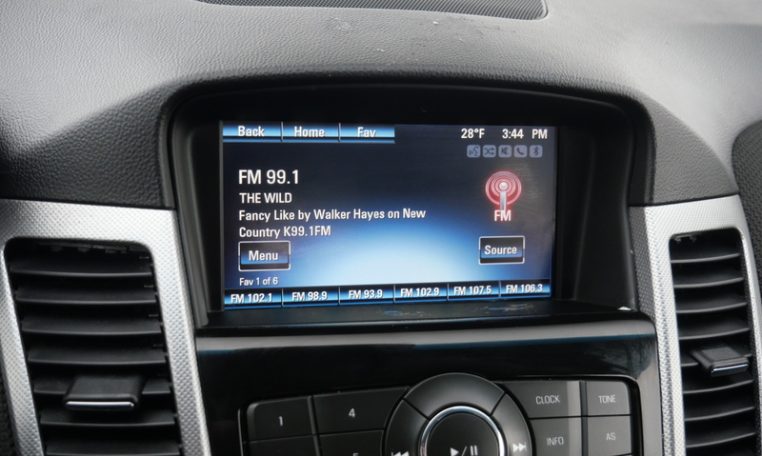 Back Home Fav 28°F 3:44 PM
FM 99.1
THE WILD
Fancy Like by Walker Hayes on New
Country K99.1FM
FM
Menu
Source
Fav 1 of 6
FM 102.1 FM 98.9 FM 93.9 FM 102.9 FM 107.5 FM 106.3
1 4 CLOCK TONE
INFO AS